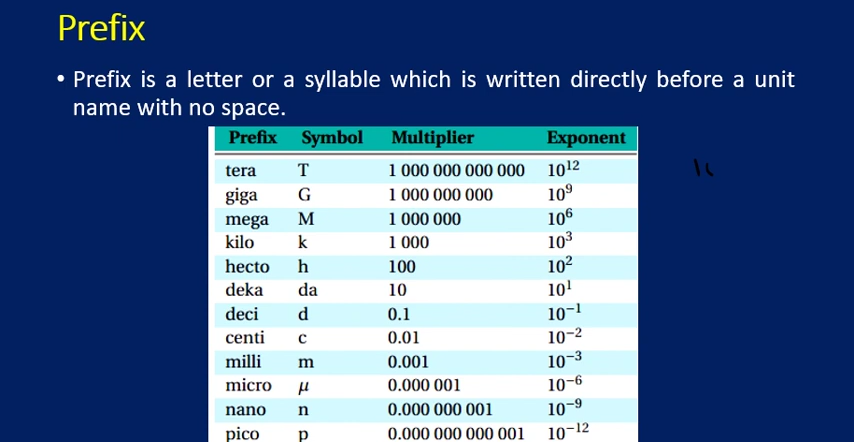 Prefix
• Prefix is a letter or a syllable which is written directly before a unit
name with no space.
Prefix Symbol Multiplier Exponent
tera T 1 000 000 000 000 10¹²
giga G 1 000 000 000 10⁹
mega M 1 000 000 10⁶
kilo k 1 000 10³
hecto h 100 10²
deka da 10 10¹
deci d 0.1 10⁻¹
centi c 0.01 10⁻²
milli m 0.001 10⁻³
micro μ 0.000 001 10⁻⁶
nano n 0.000 000 001 10⁻⁹
pico p 0.000 000 000 001 10⁻¹²